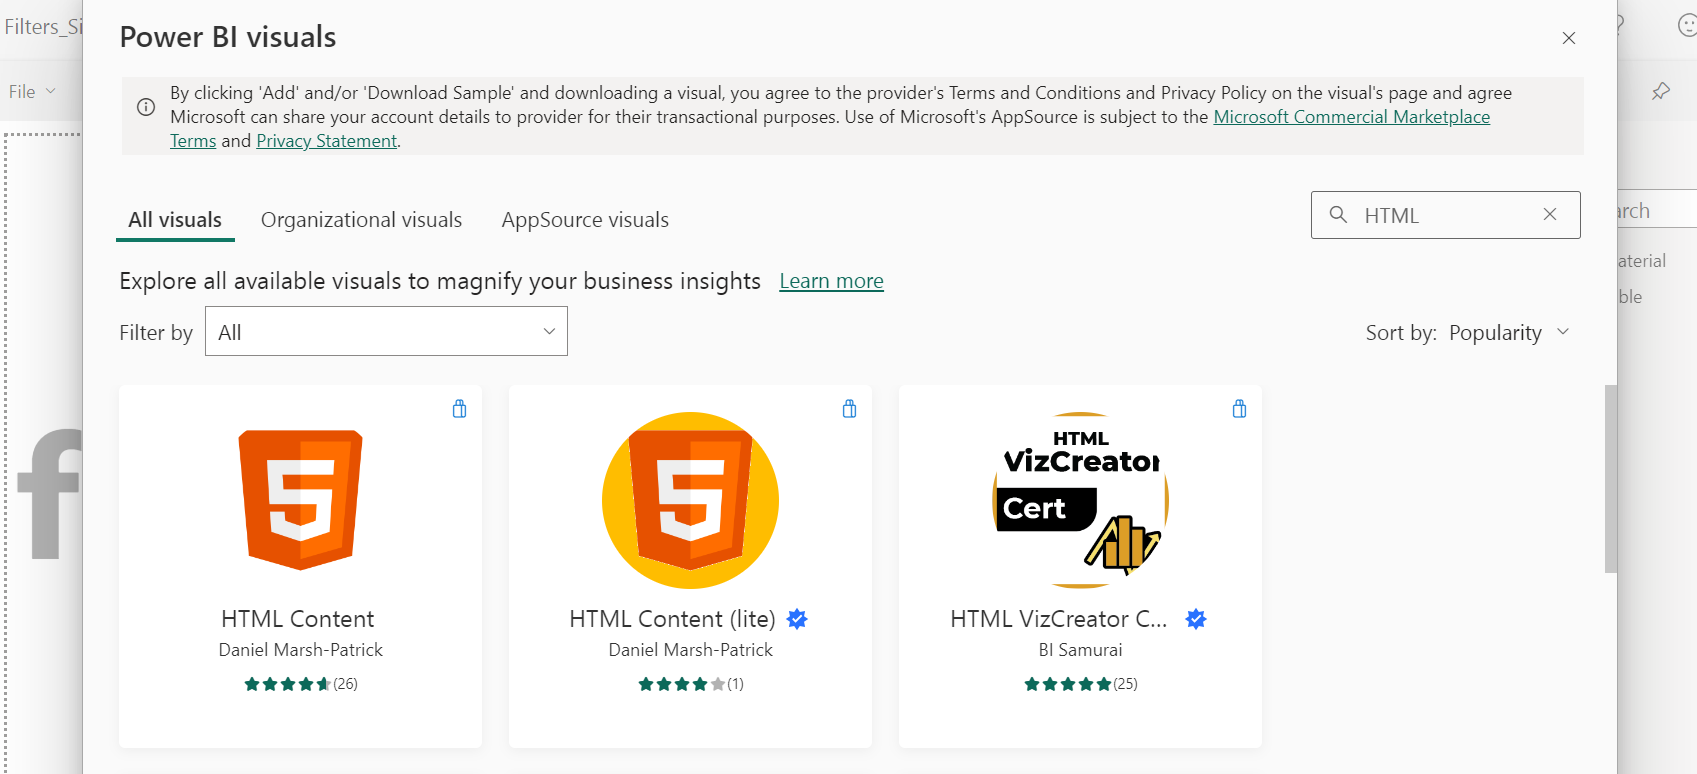 Filters_Si
Power BI visuals
File
By clicking 'Add' and/or 'Download Sample' and downloading a visual, you agree to the provider's Terms and Conditions and Privacy Policy on the visual's page and agree
Microsoft can share your account details to provider for their transactional purposes. Use of Microsoft's AppSource is subject to the Microsoft Commercial Marketplace
Terms and Privacy Statement.
All visuals
Organizational visuals
AppSource visuals
HTML
arch
Explore all available visuals to magnify your business insights Learn more
aterial
ble
Filter by All
Sort by: Popularity
f
5
HTML Content
Daniel Marsh-Patrick
(26)
5
HTML Content (lite)
Daniel Marsh-Patrick
(1)
HTML
VizCreator
Cert
HTML VizCreator C...
BI Samurai
(25)